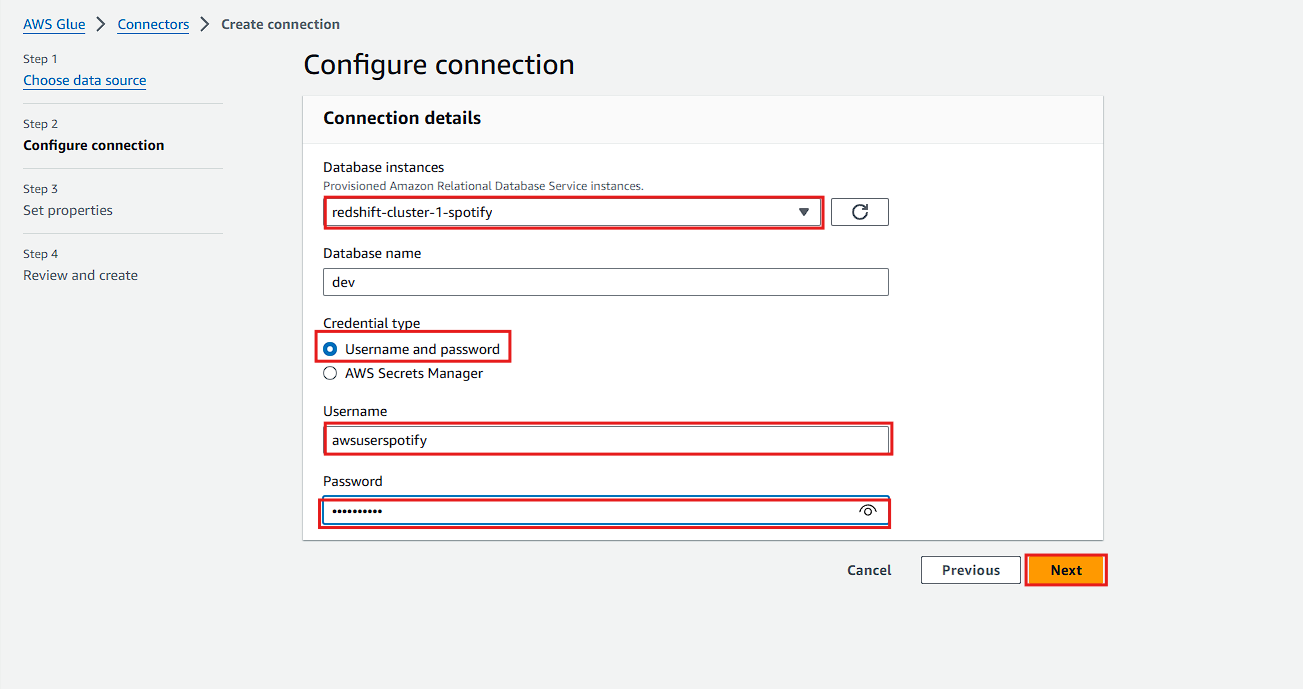 AWS Glue > Connectors > Create connection
Step 1
Choose data source
Step 2
Configure connection
Step 3
Set properties
Step 4
Review and create
Configure connection
Connection details
Database instances
Provisioned Amazon Relational Database Service instances.
redshift-cluster-1-spotify
Database name
dev
Credential type
Username and password
AWS Secrets Manager
Username
awsuserspotify
Password
••••••••••
Cancel Previous Next